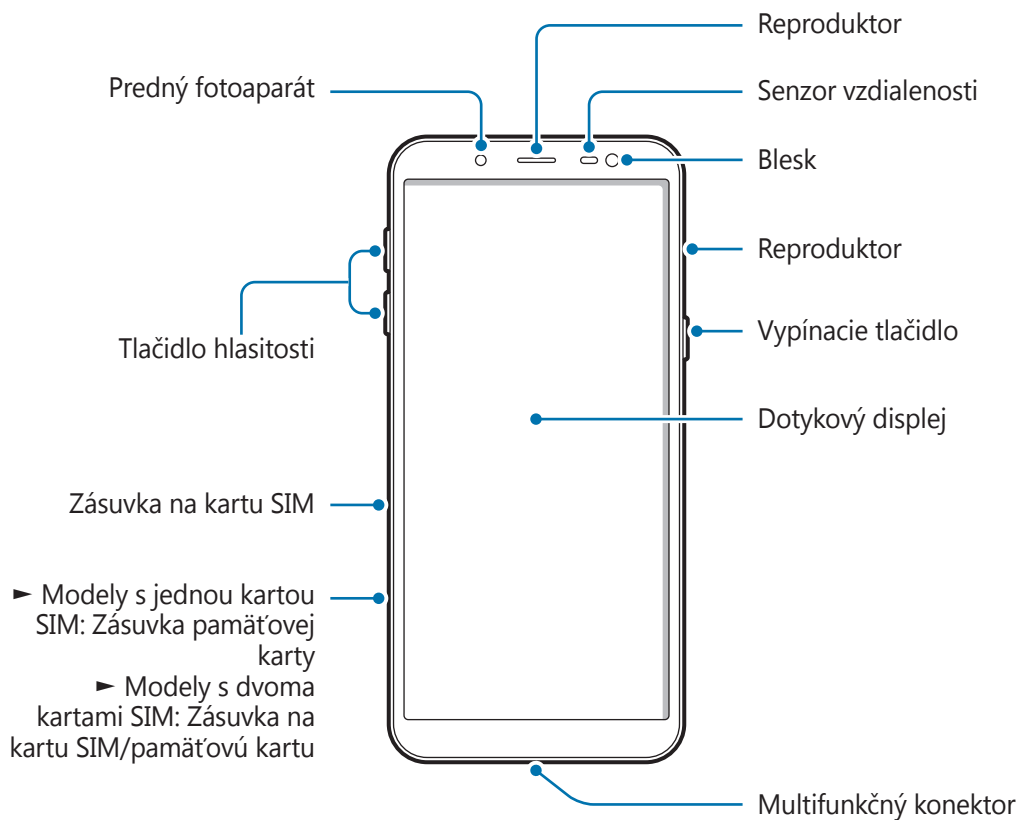 Reproduktor
Predný fotoaparát
Senzor vzdialenosti
Blesk
Reproduktor
Vypínacie tlačidlo
Tlačidlo hlasitosti
Dotykový displej
Zásuvka na kartu SIM
► Modely s jednou kartou
SIM: Zásuvka pamäťovej
karty
► Modely s dvoma
kartami SIM: Zásuvka na
kartu SIM/pamäťovú kartu
Multifunkčný konektor